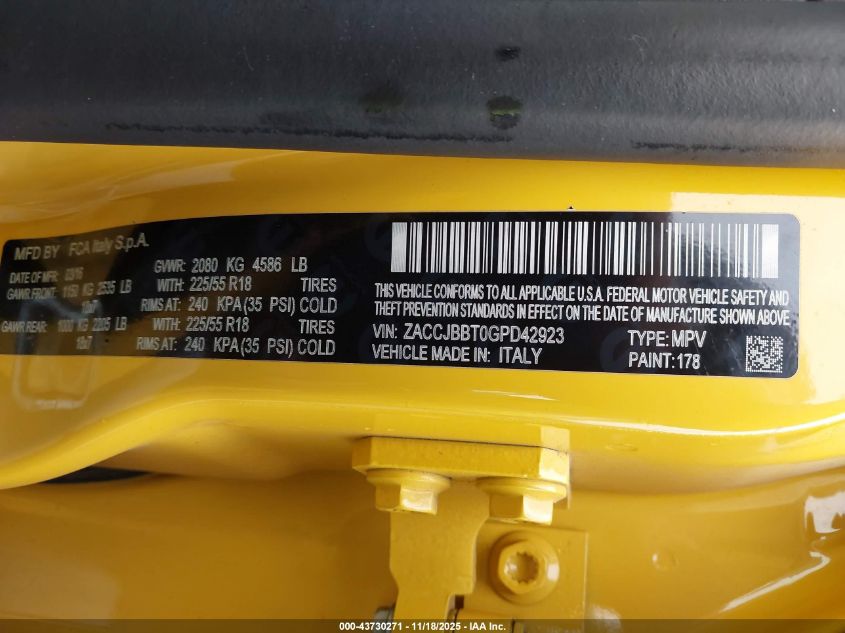 MFD BY FCA Italy S.p.A.
DATE OF MFR 03/16 GVWR: 2080 KG 4586 LB
GAWR FRONT: 1150 KG 2535 LB WITH: 225/55 R18 TIRES
18x7 RIMS AT: 240 KPA(35 PSI) COLD
GAWR REAR: 1000 KG 2205 LB WITH: 225/55 R18 TIRES
18x7 RIMS AT: 240 KPA(35 PSI) COLD
THIS VEHICLE CONFORMS TO ALL APPLICABLE U.S.A. FEDERAL MOTOR VEHICLE SAFETY AND
THEFT PREVENTION STANDARDS IN EFFECT ON THE DATE OF MANUFACTURE SHOWN ABOVE
VIN: ZACCJBBT0GPD42923 TYPE: MPV
VEHICLE MADE IN: ITALY PAINT: 178
000-43730271 - 11/18/2025 - IAA Inc.